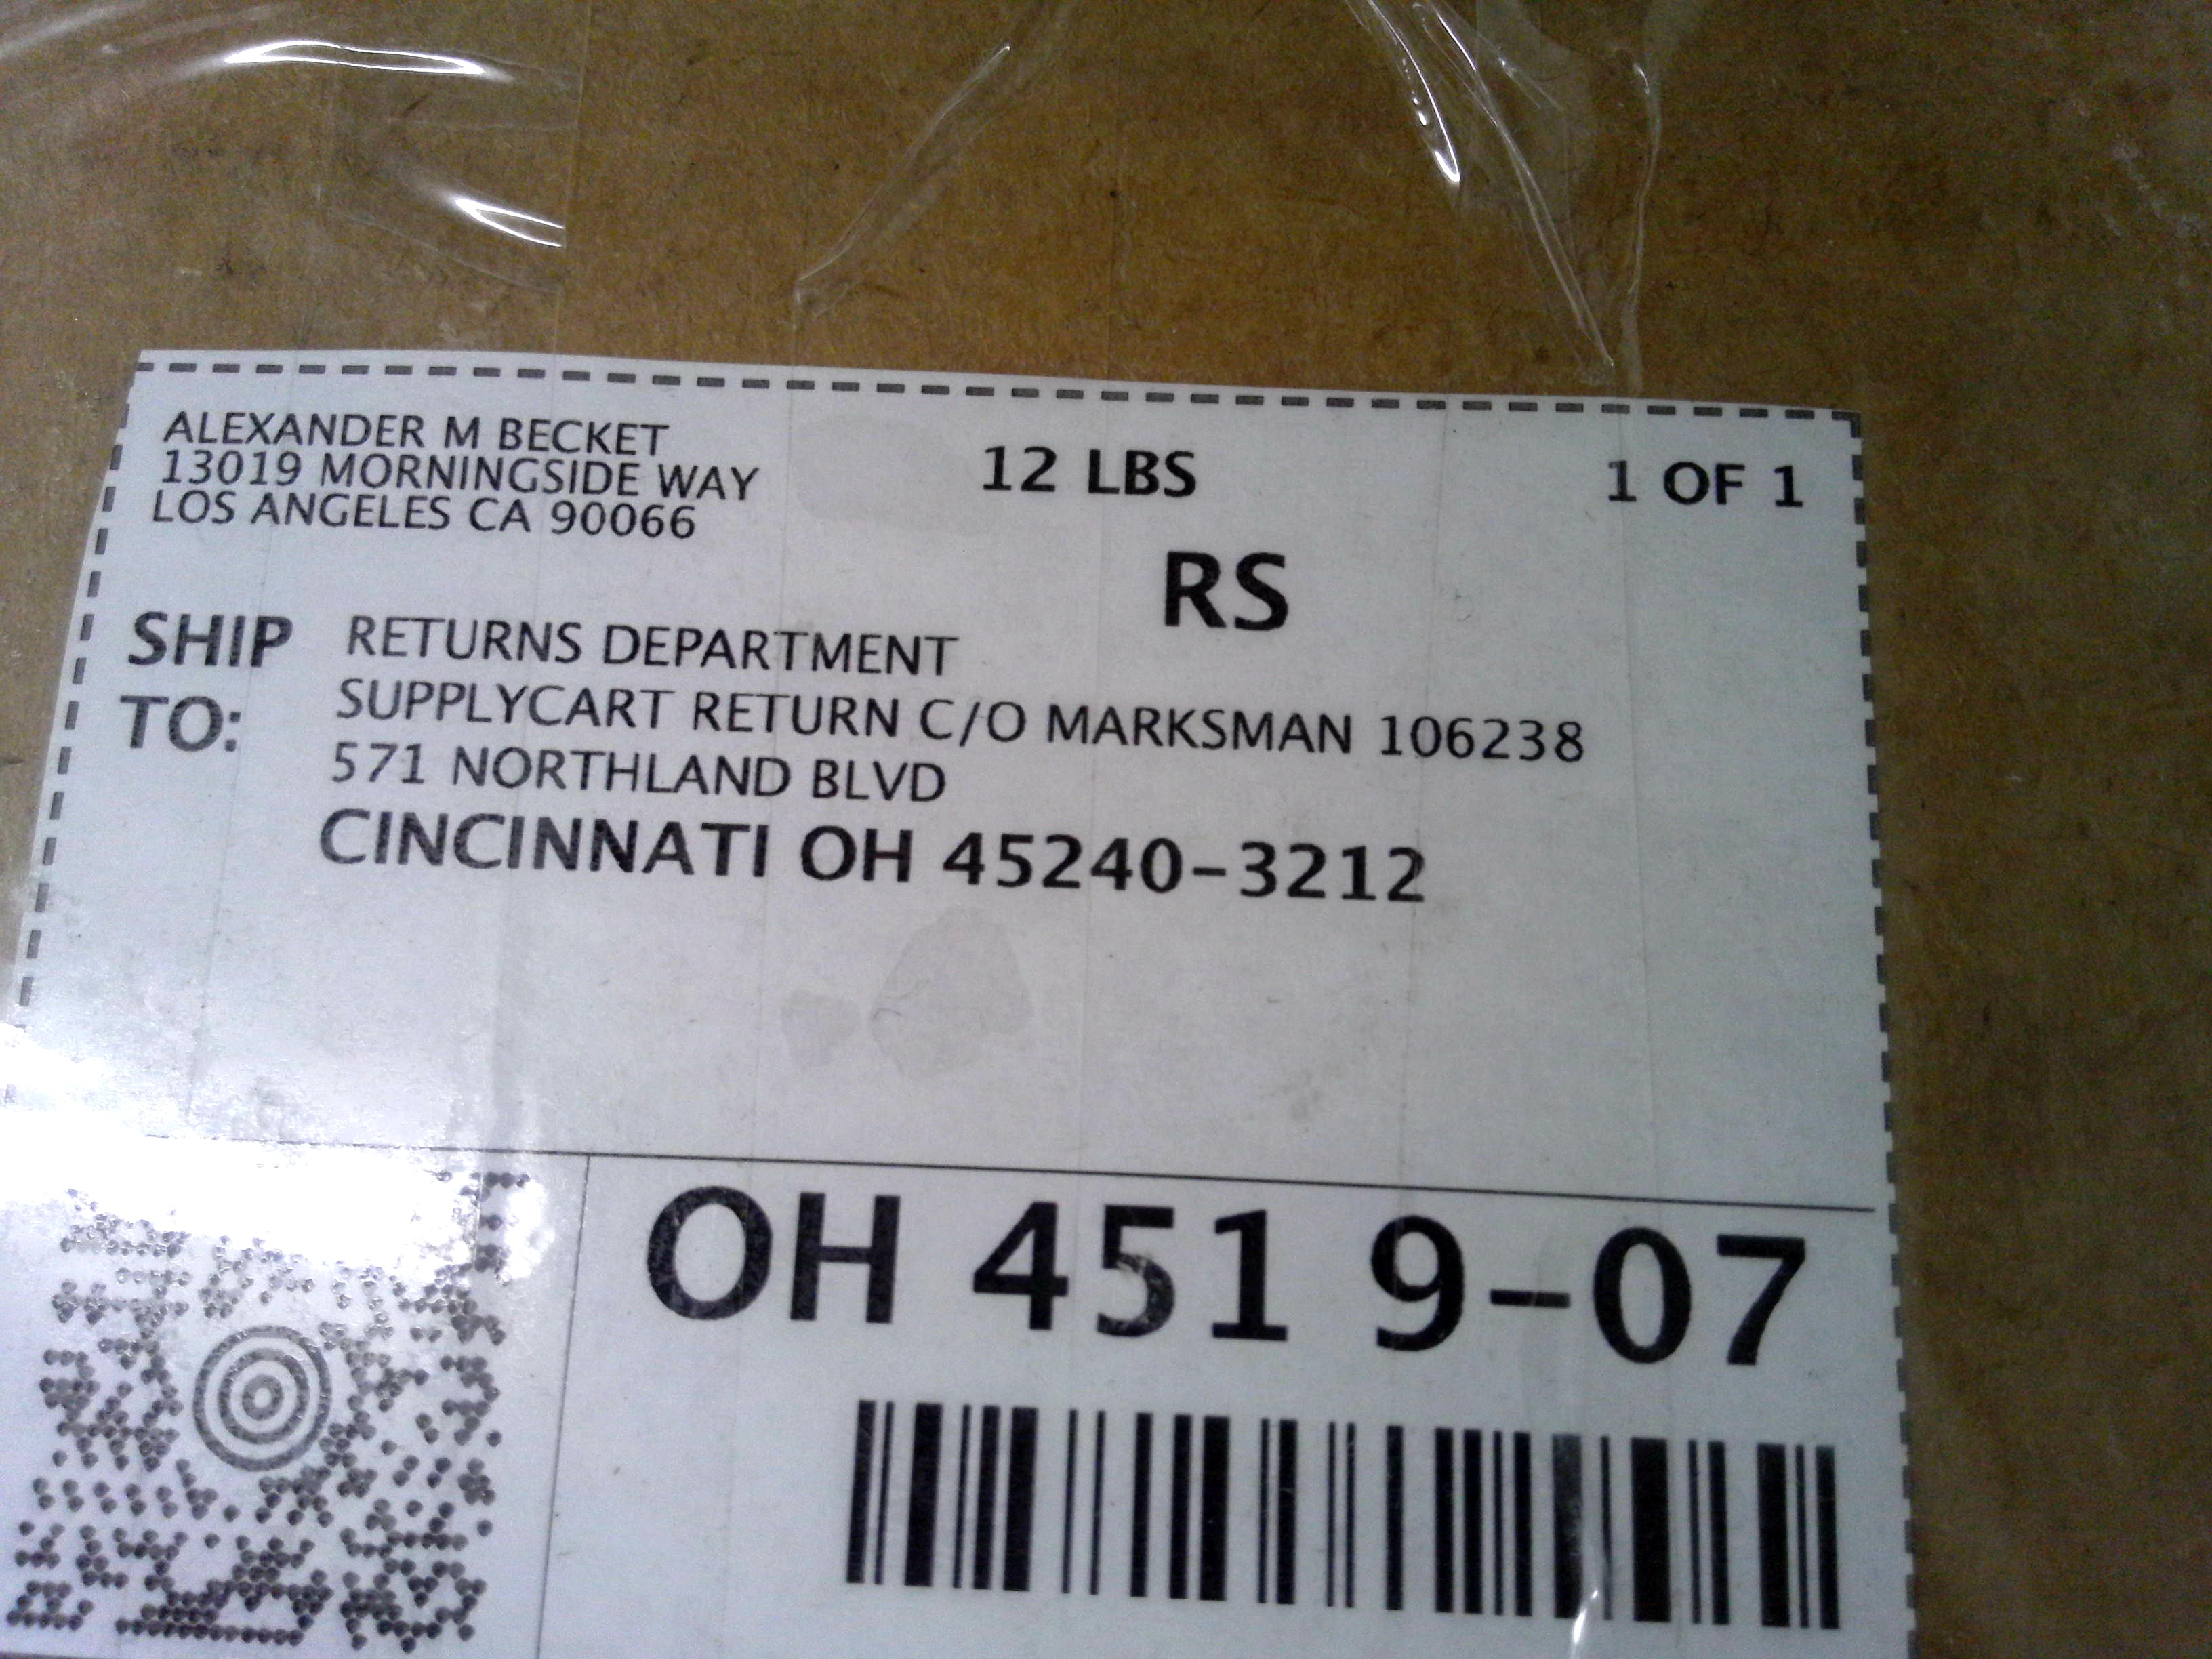 ALEXANDER M BECKET
13019 MORNINGSIDE WAY
LOS ANGELES CA 90066
12 LBS
1 OF 1
RS
SHIP TO:
RETURNS DEPARTMENT
SUPPLYCART RETURN C/O MARKSMAN 106238
571 NORTHLAND BLVD
CINCINNATI OH 45240-3212
OH 451 9-07